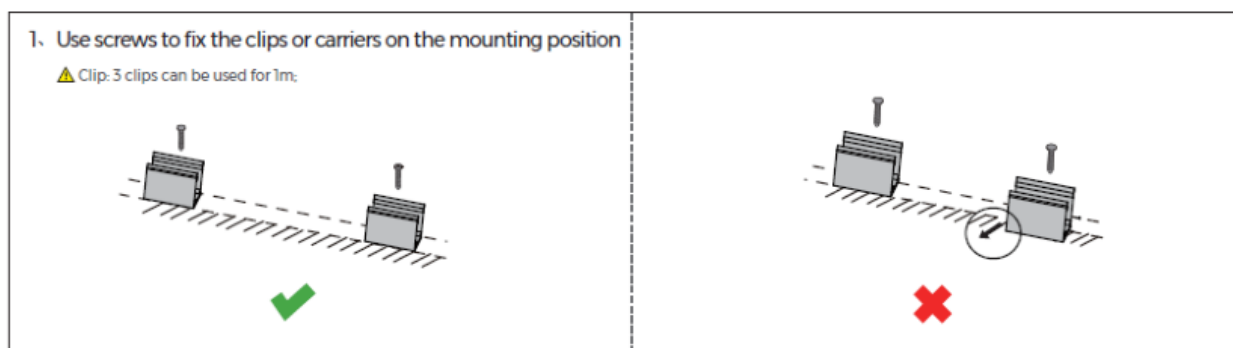 1、Use screws to fix the clips or carriers on the mounting position
Clip: 3 clips can be used for 1m;